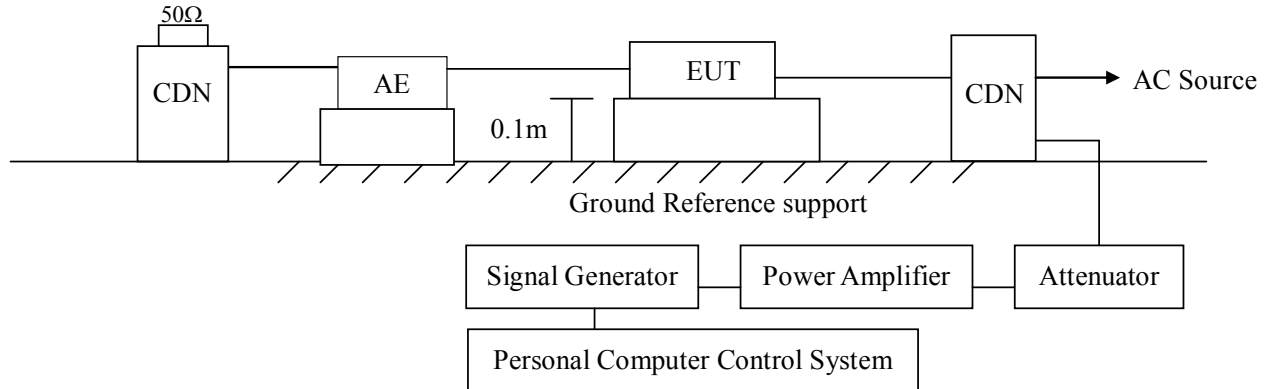 50Ω
CDN
AE
EUT
CDN
AC Source
0.1m
Ground Reference support
Signal Generator
Power Amplifier
Attenuator
Personal Computer Control System